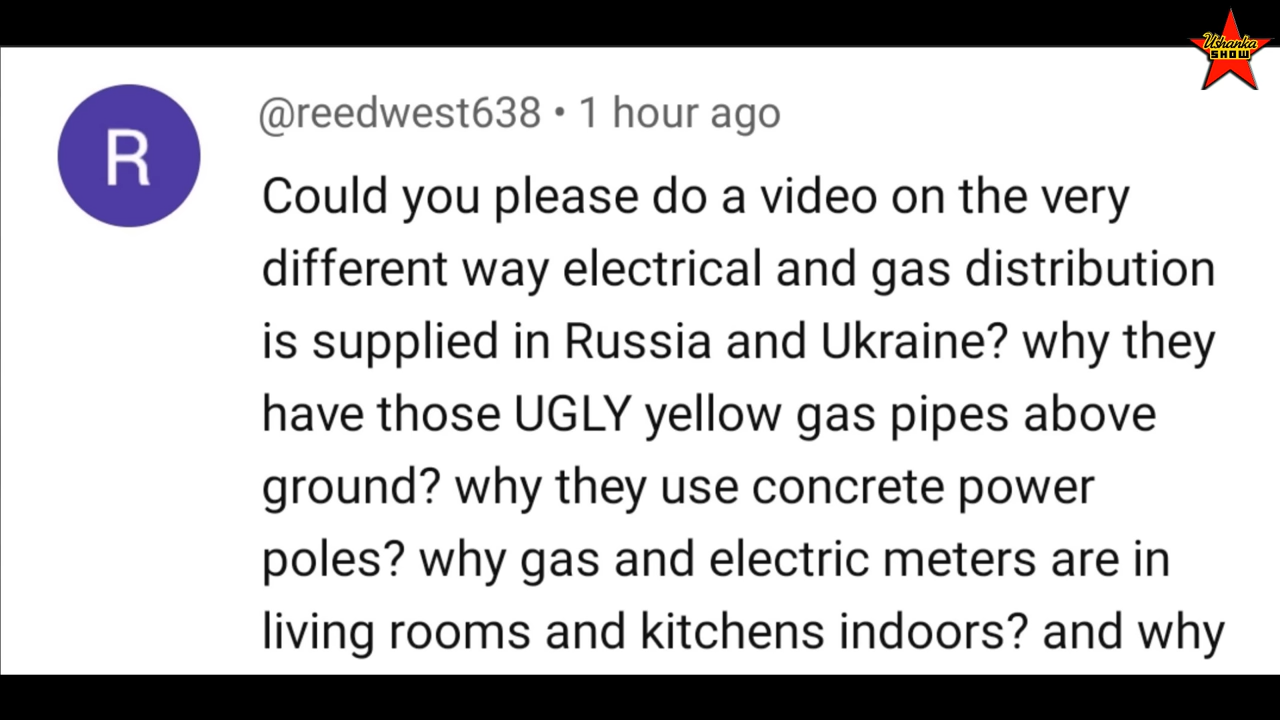 Ushanka
SHOW
R
@reedwest638 • 1 hour ago
Could you please do a video on the very
different way electrical and gas distribution
is supplied in Russia and Ukraine? why they
have those UGLY yellow gas pipes above
ground? why they use concrete power
poles? why gas and electric meters are in
living rooms and kitchens indoors? and why